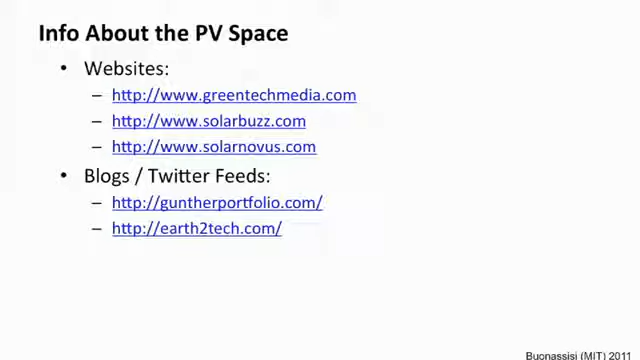 Info About the PV Space
• Websites:
– http://www.greentechmedia.com
– http://www.solarbuzz.com
– http://www.solarnovus.com
• Blogs / Twitter Feeds:
– http://guntherportfolio.com/
– http://earth2tech.com/
Buonassisi (MIT) 2011